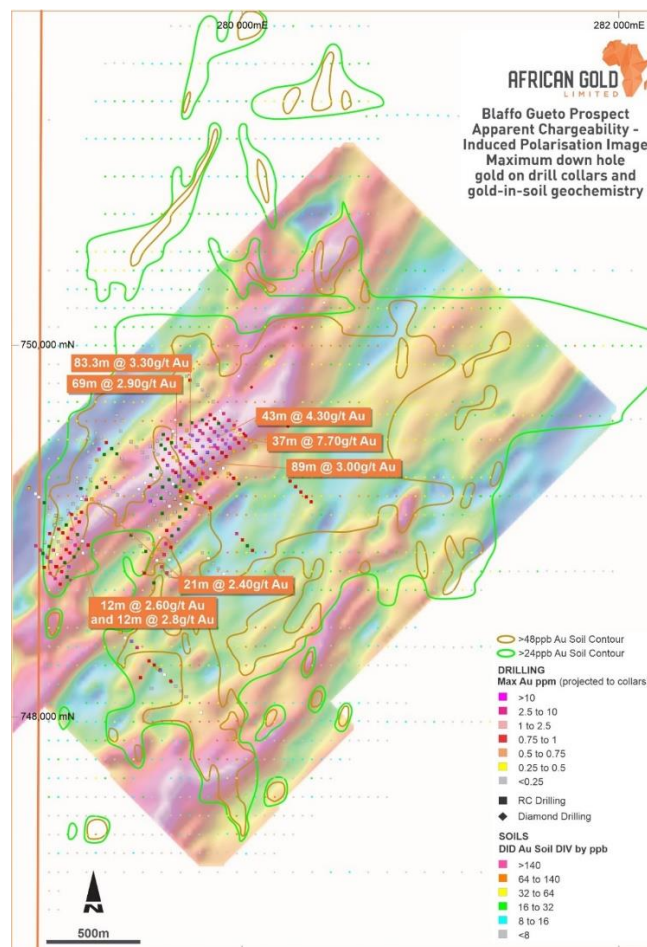 280 000mE
282 000mE
AFRICAN GOLD
LIMITED
Blaffo Gueto Prospect
Apparent Chargeability -
Induced Polarisation Image
Maximum down hole
gold on drill collars and
gold-in-soil geochemistry
750,000 mN
83.3m @ 3.30g/t Au
69m @ 2.90g/t Au
43m @ 4.30g/t Au
37m @ 7.70g/t Au
89m @ 3.00g/t Au
21m @ 2.40g/t Au
12m @ 2.60g/t Au
and 12m @ 2.8g/t Au
748,000 mN
>48ppb Au Soil Contour
>24ppb Au Soil Contour
DRILLING
Max Au ppm (projected to collars
>10
2.5 to 10
1 to 2.5
0.75 to 1
0.5 to 0.75
0.25 to 0.5
<0.25
RC Drilling
Diamond Drilling
SOILS
DID Au Soil DIV by ppb
>140
64 to 140
32 to 64
16 to 32
8 to 16
<8
N
500m